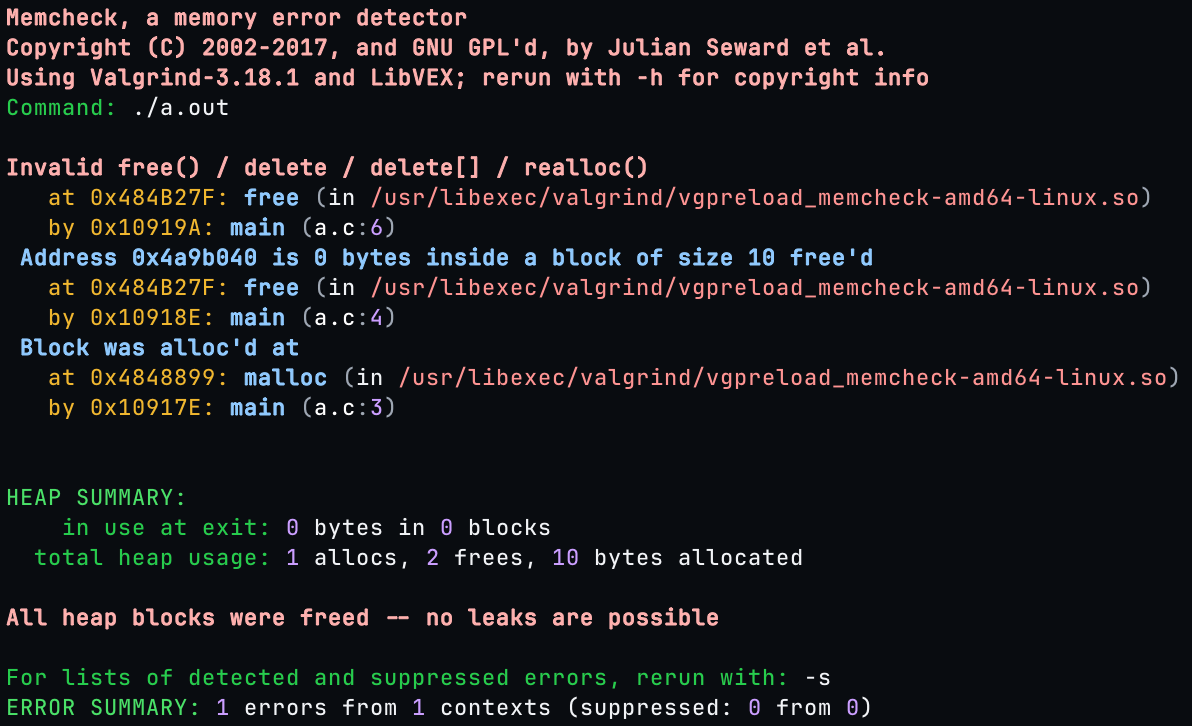 Memcheck, a memory error detector
Copyright (C) 2002-2017, and GNU GPL'd, by Julian Seward et al.
Using Valgrind-3.18.1 and LibVEX; rerun with -h for copyright info
Command: ./a.out
Invalid free() / delete / delete[] / realloc()
at 0x484B27F: free (in /usr/libexec/valgrind/vgpreload_memcheck-amd64-linux.so)
by 0x10919A: main (a.c:6)
Address 0x4a9b040 is 0 bytes inside a block of size 10 free'd
at 0x484B27F: free (in /usr/libexec/valgrind/vgpreload_memcheck-amd64-linux.so)
by 0x10918E: main (a.c:4)
Block was alloc'd at
at 0x4848899: malloc (in /usr/libexec/valgrind/vgpreload_memcheck-amd64-linux.so)
by 0x10917E: main (a.c:3)
HEAP SUMMARY:
in use at exit: 0 bytes in 0 blocks
total heap usage: 1 allocs, 2 frees, 10 bytes allocated
All heap blocks were freed -- no leaks are possible
For lists of detected and suppressed errors, rerun with: -s
ERROR SUMMARY: 1 errors from 1 contexts (suppressed: 0 from 0)